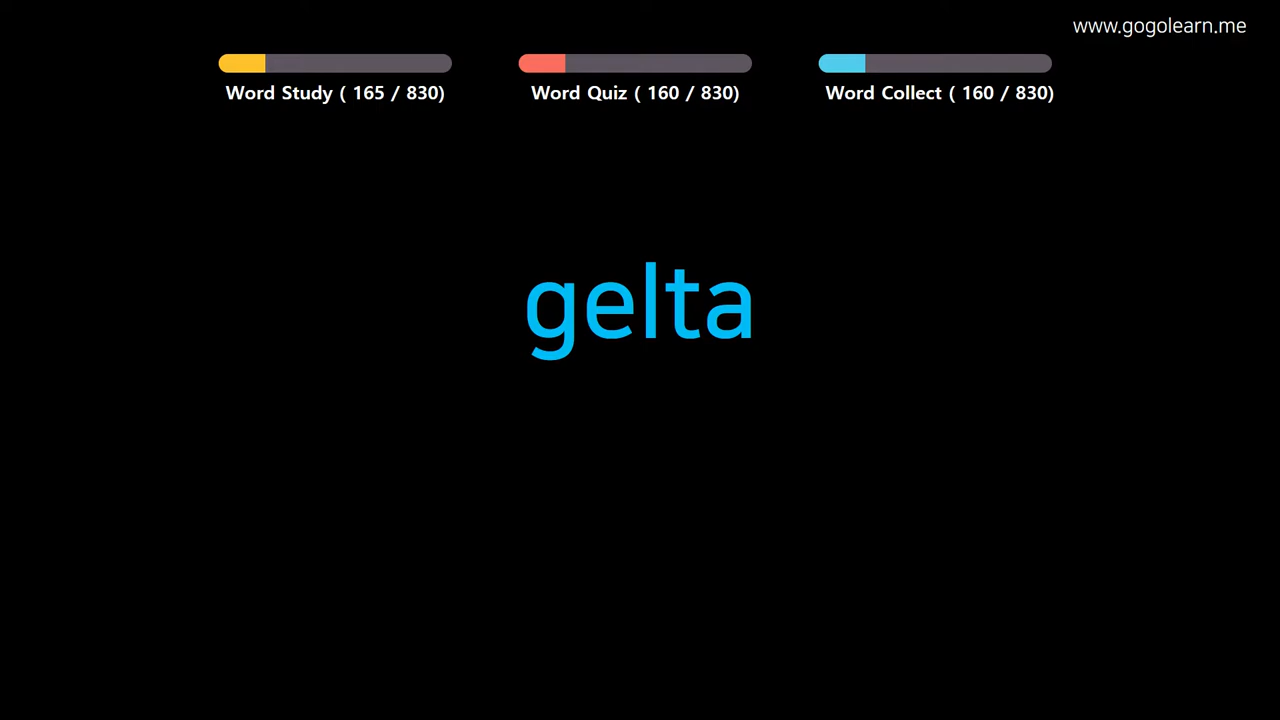 www.gogolearn.me
Word Study ( 165 / 830)
Word Quiz ( 160 / 830)
Word Collect ( 160 / 830)
gelta